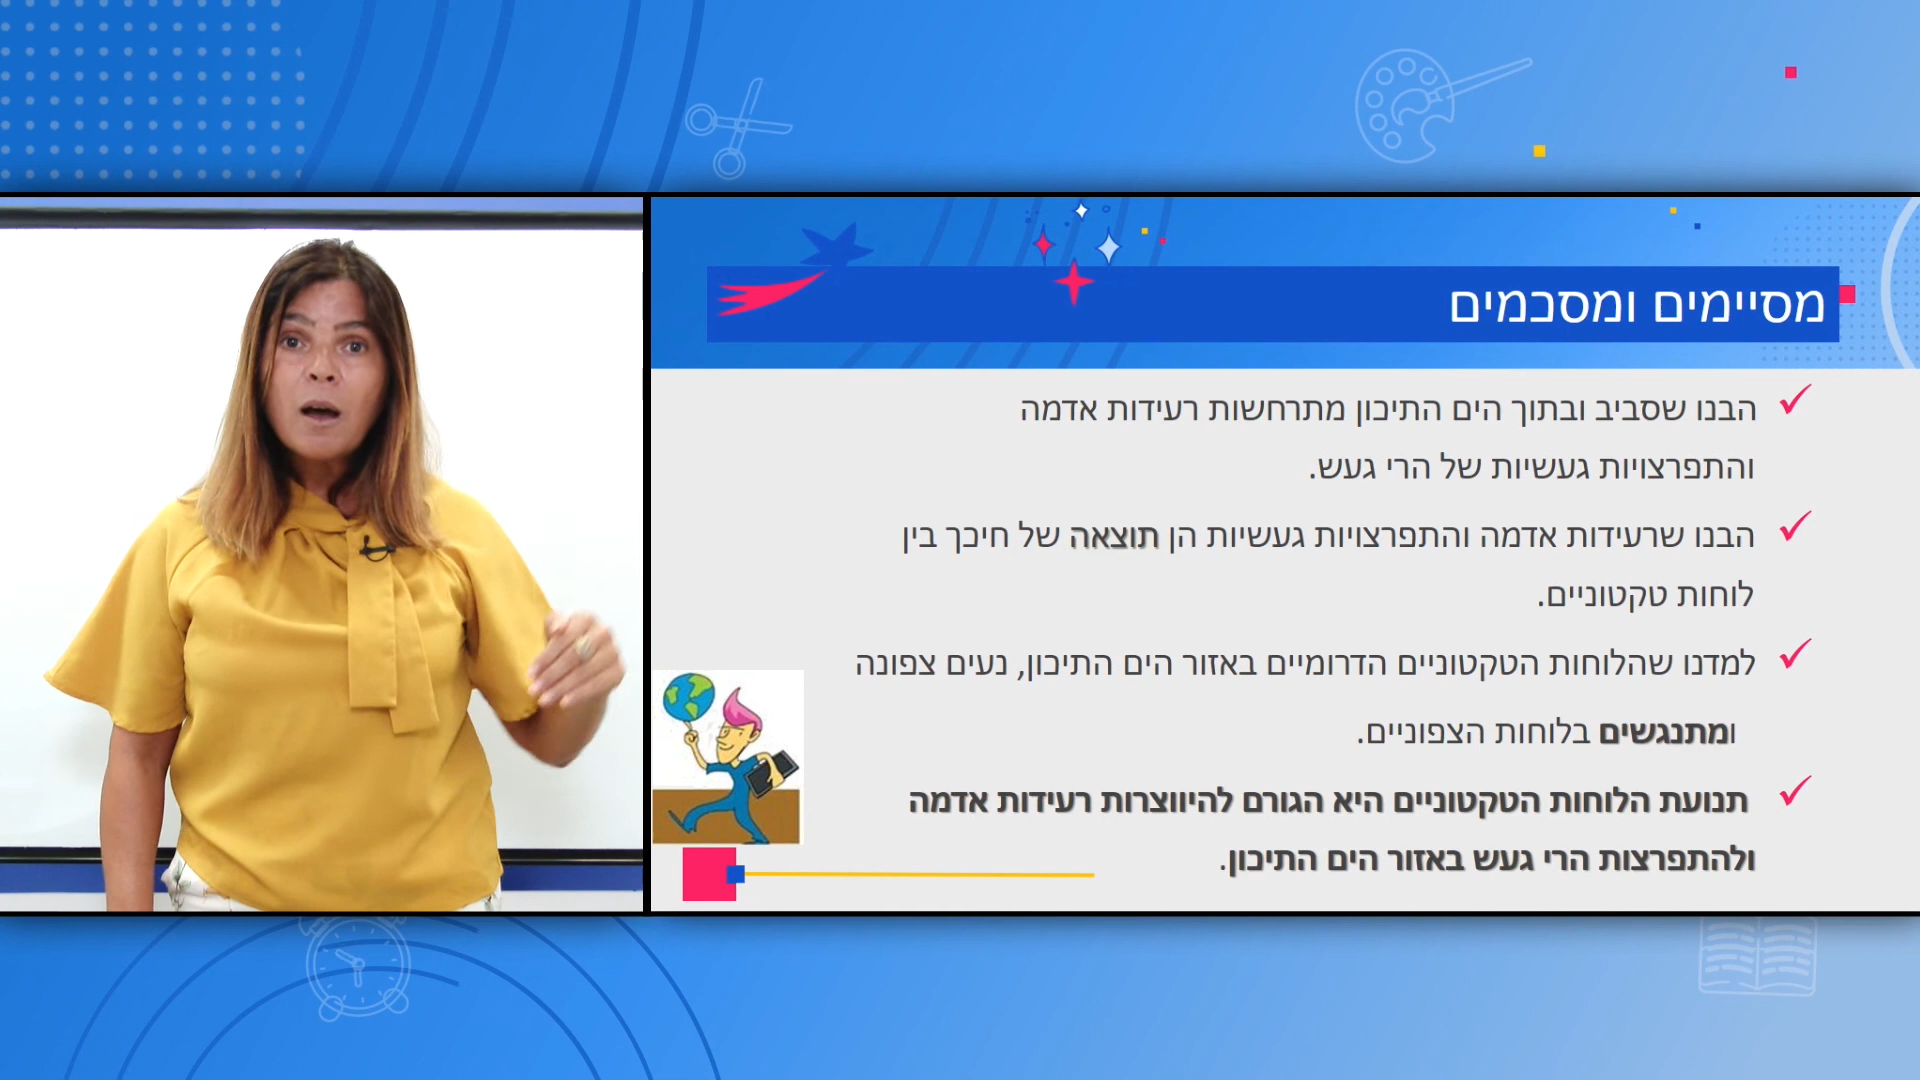 מסיימים ומסכמים
הבנו שסביב ובתוך הים התיכון מתרחשות רעידות אדמה
והתפרצויות געשיות של הרי געש.
הבנו שרעידות אדמה והתפרצויות געשיות הן תוצאה של חיכך בין
לוחות טקטוניים.
למדנו שהלוחות הטקטוניים הדרומיים באזור הים התיכון, נעים צפונה
ומתנגשים בלוחות הצפוניים.
תנועת הלוחות הטקטוניים היא הגורם להיווצרות רעידות אדמה
ולהתפרצות הרי געש באזור הים התיכון.